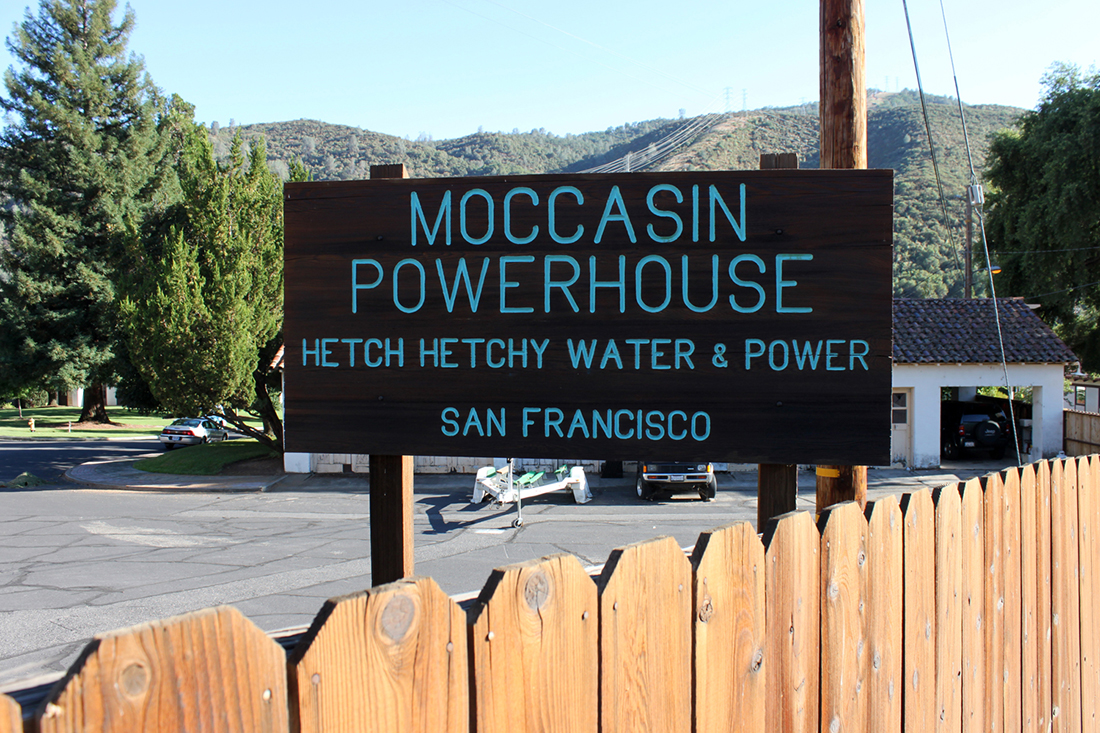 MOCCASIN
POWERHOUSE
HETCH HETCHY WATER & POWER
SAN FRANCISCO